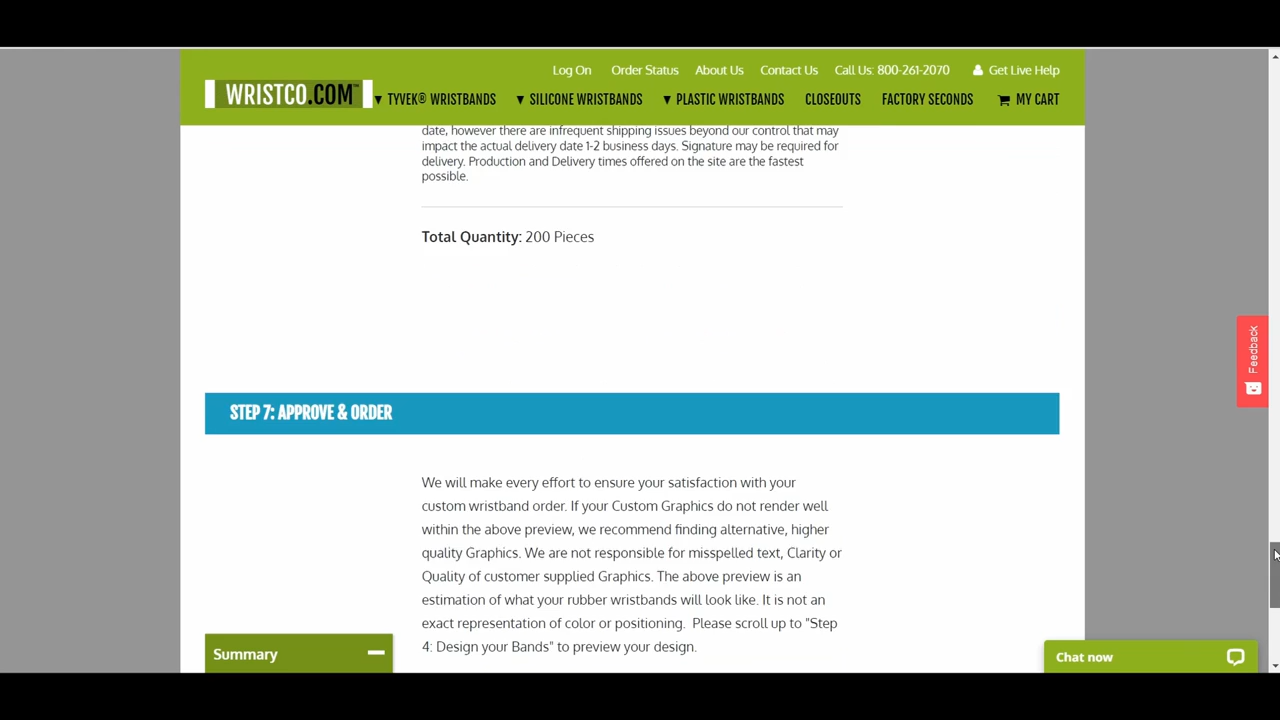 Log On Order Status About Us Contact Us Call Us: 800-261-2070 Get Live Help
WRISTCO.COM™ ▼ TYVEK® WRISTBANDS ▼ SILICONE WRISTBANDS ▼ PLASTIC WRISTBANDS CLOSEOUTS FACTORY SECONDS MY CART
date, however there are infrequent shipping issues beyond our control that may
impact the actual delivery date 1-2 business days. Signature may be required for
delivery. Production and Delivery times offered on the site are the fastest
possible.
Total Quantity: 200 Pieces
Feedback
STEP 7: APPROVE & ORDER
We will make every effort to ensure your satisfaction with your
custom wristband order. If your Custom Graphics do not render well
within the above preview, we recommend finding alternative, higher
quality Graphics. We are not responsible for misspelled text, Clarity or
Quality of customer supplied Graphics. The above preview is an
estimation of what your rubber wristbands will look like. It is not an
exact representation of color or positioning. Please scroll up to "Step
4: Design your Bands" to preview your design.
Summary
Chat now